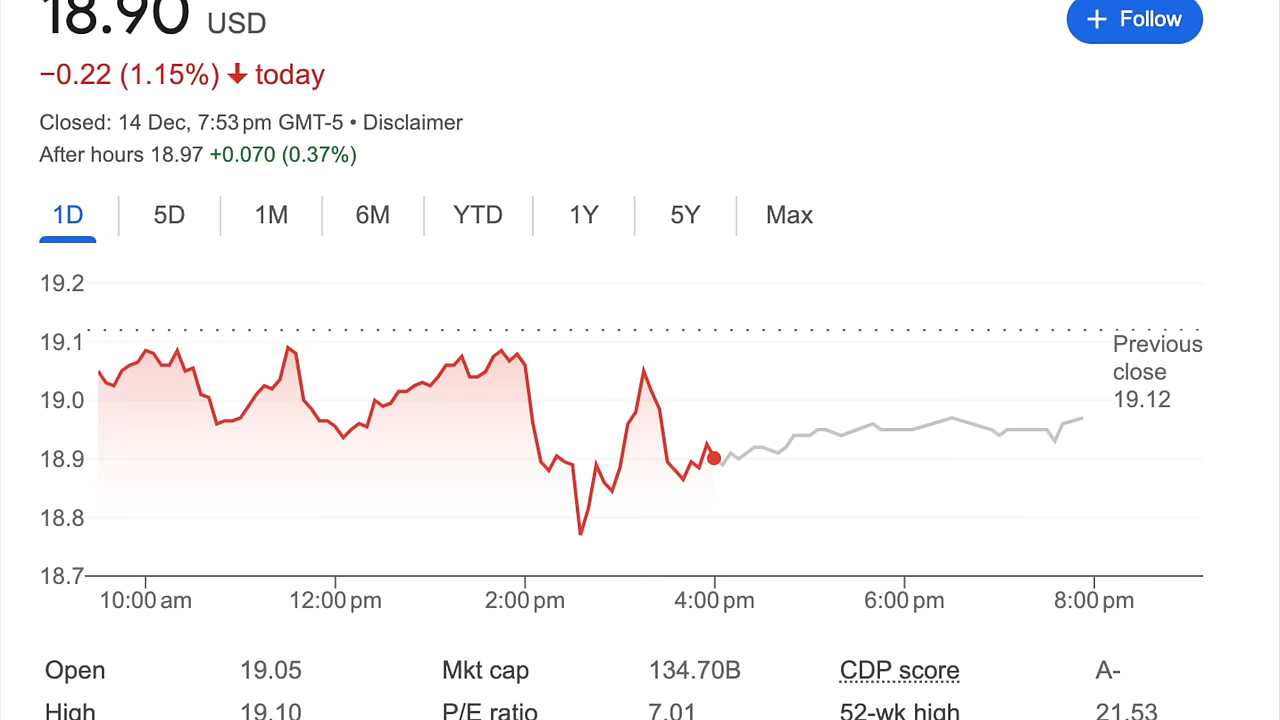 18.90 USD
+ Follow
−0.22 (1.15%) today
Closed: 14 Dec, 7:53 pm GMT-5 • Disclaimer
After hours 18.97 +0.070 (0.37%)
1D 5D 1M 6M YTD 1Y 5Y Max
19.2
19.1
19.0
18.9
18.8
18.7
Previous
close
19.12
10:00 am 12:00 pm 2:00 pm 4:00 pm 6:00 pm 8:00 pm
Open 19.05 Mkt cap 134.70B CDP score A-
High 19.10 P/E ratio 7.01 52-wk high 21.53